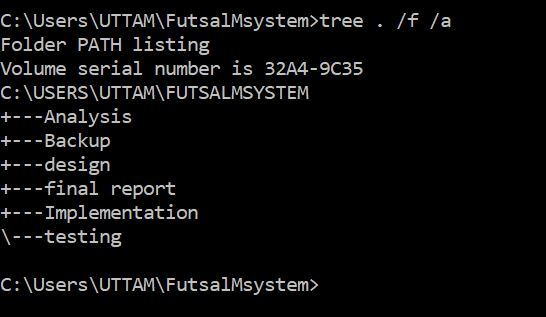 C:\Users\UTTAM\FutsalMsystem>tree . /f /a
Folder PATH listing
Volume serial number is 32A4-9C35
C:\USERS\UTTAM\FUTSALMSYSTEM
+---Analysis
+---Backup
+---design
+---final report
+---Implementation
\---testing
C:\Users\UTTAM\FutsalMsystem>